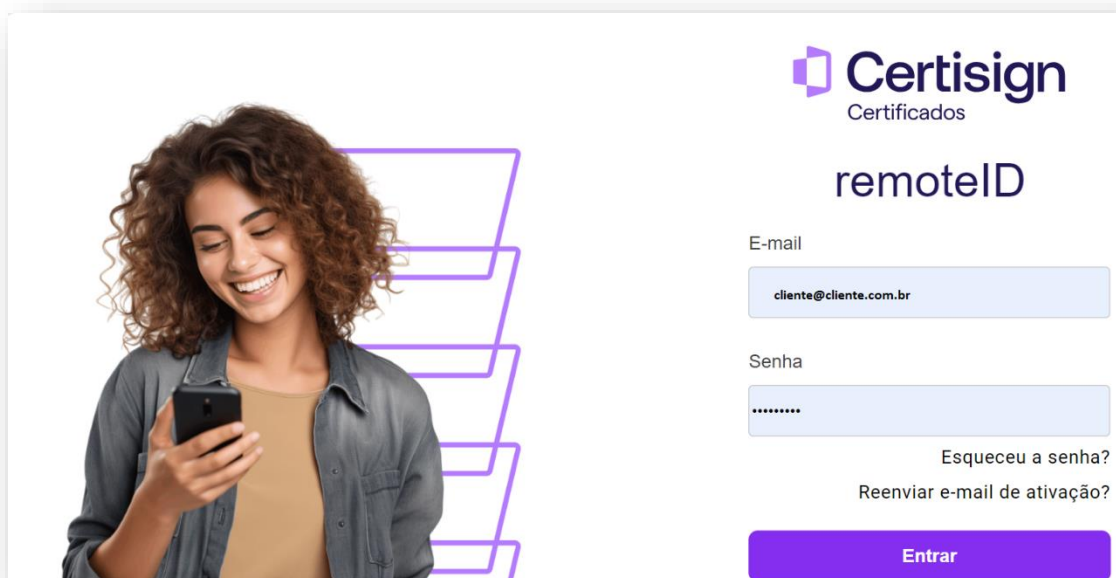 Certisign
Certificados
remoteID
E-mail
cliente@cliente.com.br
Senha
•••••••••
Esqueceu a senha?
Reenviar e-mail de ativação?
Entrar